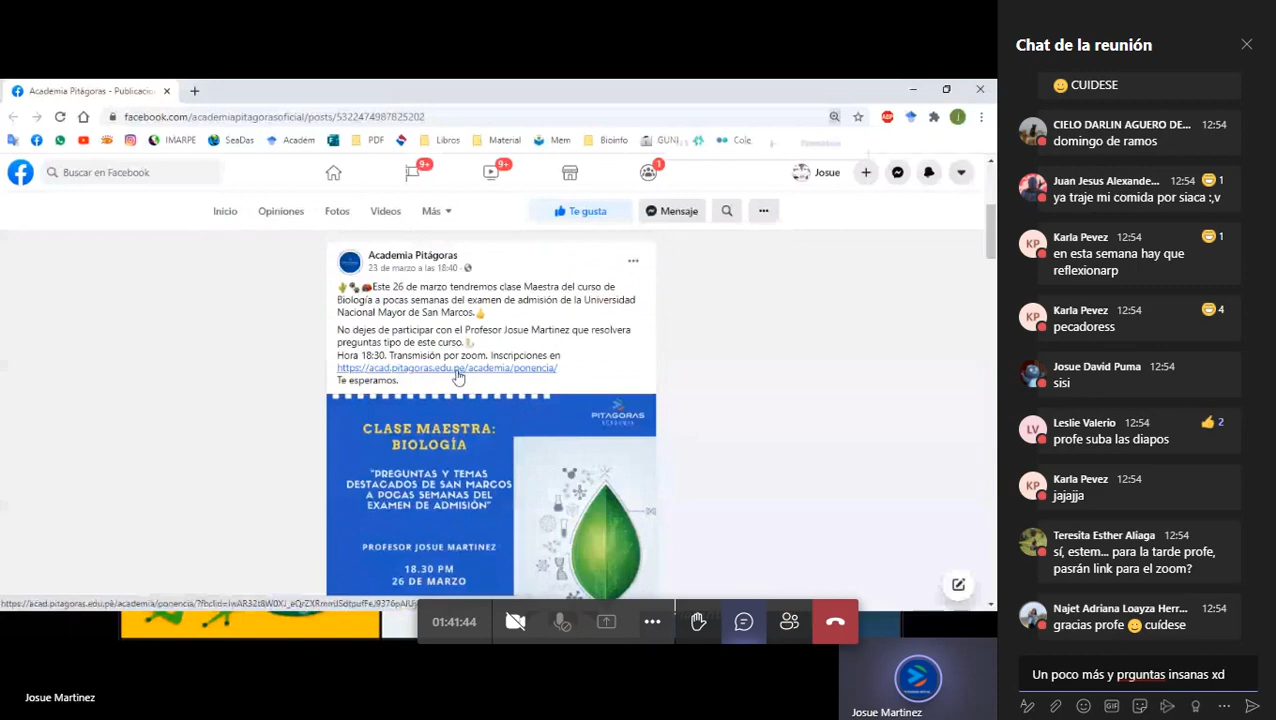 Academia Pitágoras - Publicacio
facebook.com/academiapitagorasoficial/posts/5322474987825202
IMARPE
SeaDas
Académ
PDF
Libros
Material
Mem
Bioinfo
GUNI
Cole
Buscar en Facebook
9+
9+
1
Josue
Inicio
Opiniones
Fotos
Videos
Más
Te gusta
Mensaje
Academia Pitágoras
23 de marzo a las 18:40
Este 26 de marzo tendremos clase Maestra del curso de
Biología a pocas semanas del examen de admisión de la Universidad
Nacional Mayor de San Marcos.
No dejes de participar con el Profesor Josue Martinez que resolvera
preguntas tipo de este curso.
Hora 18:30. Transmisión por zoom. Inscripciones en
https://acad.pitagoras.edu.pe/academia/ponencia/
Te esperamos.
PITAGORAS
ACADEMIA
CLASE MAESTRA:
BIOLOGÍA
"PREGUNTAS Y TEMAS
DESTACADOS DE SAN MARCOS
A POCAS SEMANAS DEL
EXAMEN DE ADMISIÓN"
PROFESOR JOSUE MARTINEZ
18.30 PM
26 DE MARZO
01:41:44
Josue Martinez
Josue Martinez
Chat de la reunión
CUIDESE
CIELO DARLIN AGUERO DE... 12:54
domingo de ramos
Juan Jesus Alexande... 12:54 1
ya traje mi comida por siaca :,v
Karla Pevez 12:54 1
en esta semana hay que
reflexionarp
Karla Pevez 12:54 4
pecadoress
Josue David Puma 12:54
sisi
Leslie Valerio 12:54 2
profe suba las diapos
Karla Pevez 12:54
jajajja
Teresita Esther Aliaga 12:54
sí, estem... para la tarde profe,
pasrán link para el zoom?
Najet Adriana Loayza Herr... 12:54
gracias profe cuídese
Un poco más y prguntas insanas xd
GIF